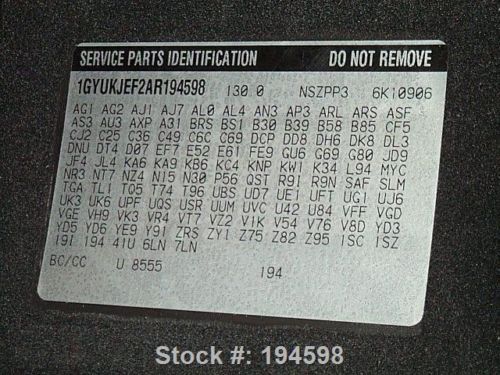 SERVICE PARTS IDENTIFICATION DO NOT REMOVE
1GYUKJEF2AR194598 130.0 NSZPP3 6K10906
AG1 AG2 AJ1 AJ7 AL0 AL4 AN3 AP3 ARL ARS ASF
AS3 AU3 AXP A31 BRS BS1 B30 B39 B58 B85 CF5
CJ2 C25 C36 C49 C6C C69 DCP DD8 DH6 DK8 DL3
DNU DT4 D07 EF7 E52 E61 FE9 GU6 G69 G80 JD9
JF4 JL4 KA6 KA9 KB6 KC4 KNP KW1 K34 L94 MYC
NR3 NT7 NZ4 N15 N30 P56 QST R9I R9N SAF SLM
TGA TL1 TQ5 T74 T96 UBS UD7 UE1 UFT UG1 UJ6
UK3 UK6 UPF UQS USR UUM UVC UWG U42 U84 VFF VGD
VGE VH9 VK3 VR4 VT7 VV2 V1K V54 V76 V8D YD3
YD5 YD6 YE9 Y91 ZRS ZY1 Z75 Z82 Z95 1SC 1SZ
19I 194 41U 6LN 7LN
BC/CC U 8555 194
Stock #: 194598